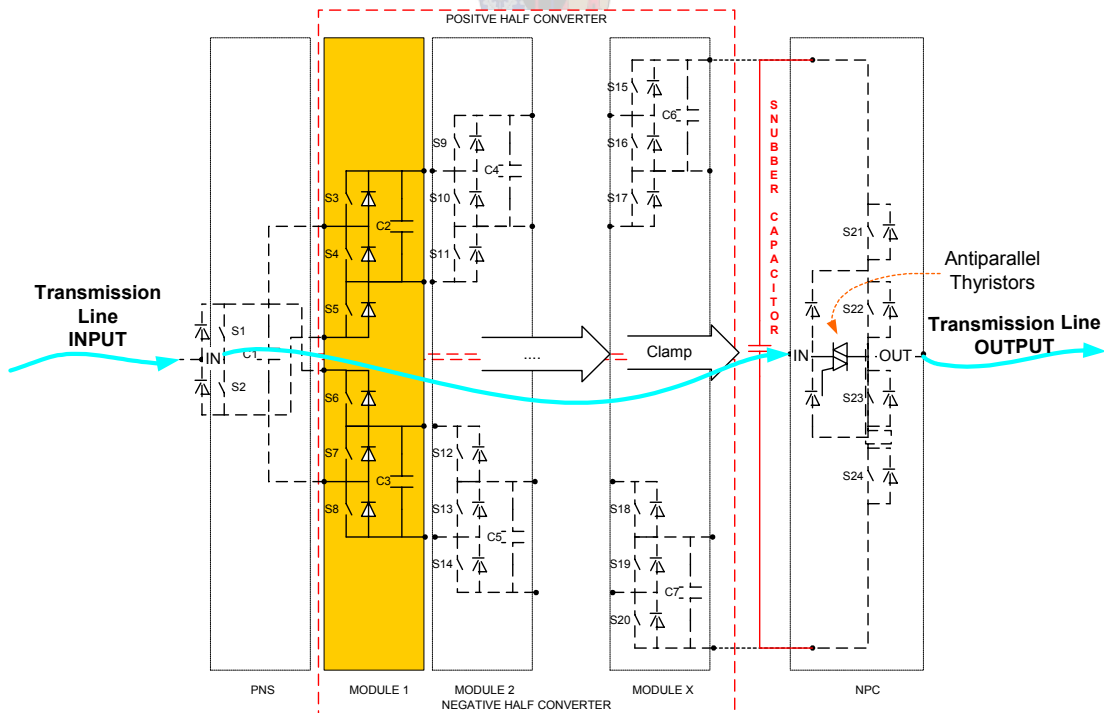 POSITVE HALF CONVERTER
S15
C6
S16
S17
S9
C4
S10
S11
S3
C2
S4
S5
SNUBBER CAPACITOR
S21
S22
Antiparallel
Thyristors
Transmission
Line
INPUT
S1
IN
C1
S2
....
Clamp
IN
OUT
Transmission Line
OUTPUT
S6
S7
C3
S8
S12
S13
C5
S14
S18
S19
C7
S20
S23
S24
PNS
MODULE 1
MODULE 2
MODULE X
NPC
NEGATIVE HALF CONVERTER